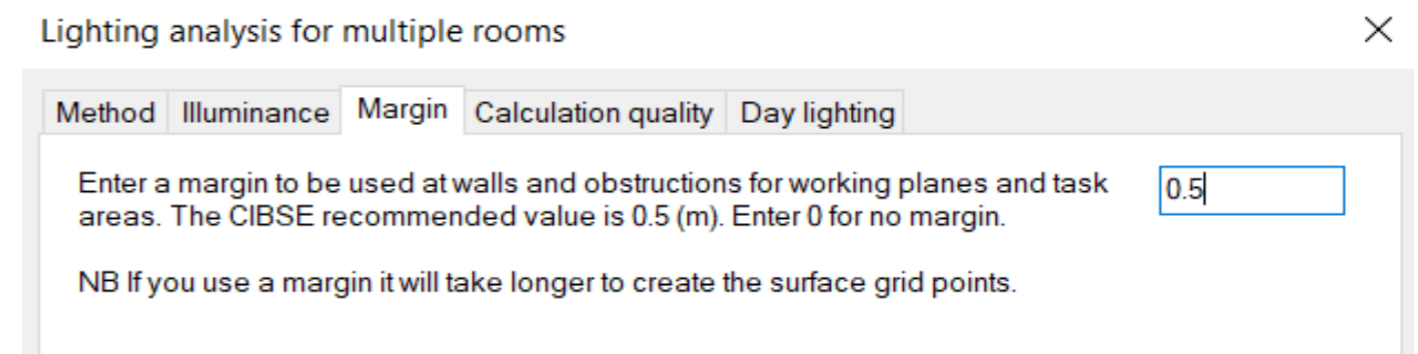 Lighting analysis for multiple rooms
Method Illuminance Margin Calculation quality Day lighting
Enter a margin to be used at walls and obstructions for working planes and task 0.5
areas. The CIBSE recommended value is 0.5 (m). Enter 0 for no margin.
NB If you use a margin it will take longer to create the surface grid points.